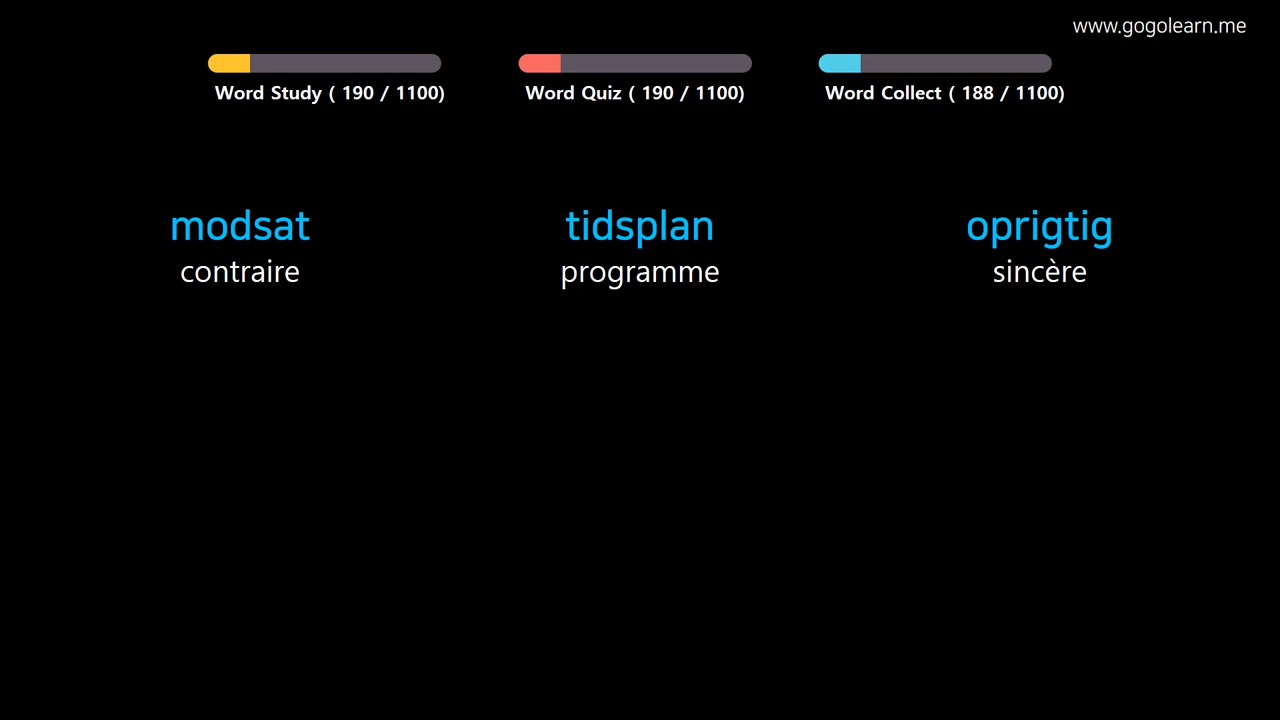 www.gogolearn.me
Word Study ( 190 / 1100)
Word Quiz ( 190 / 1100)
Word Collect ( 188 / 1100)
modsat
contraire
tidsplan
programme
oprigtig
sincère